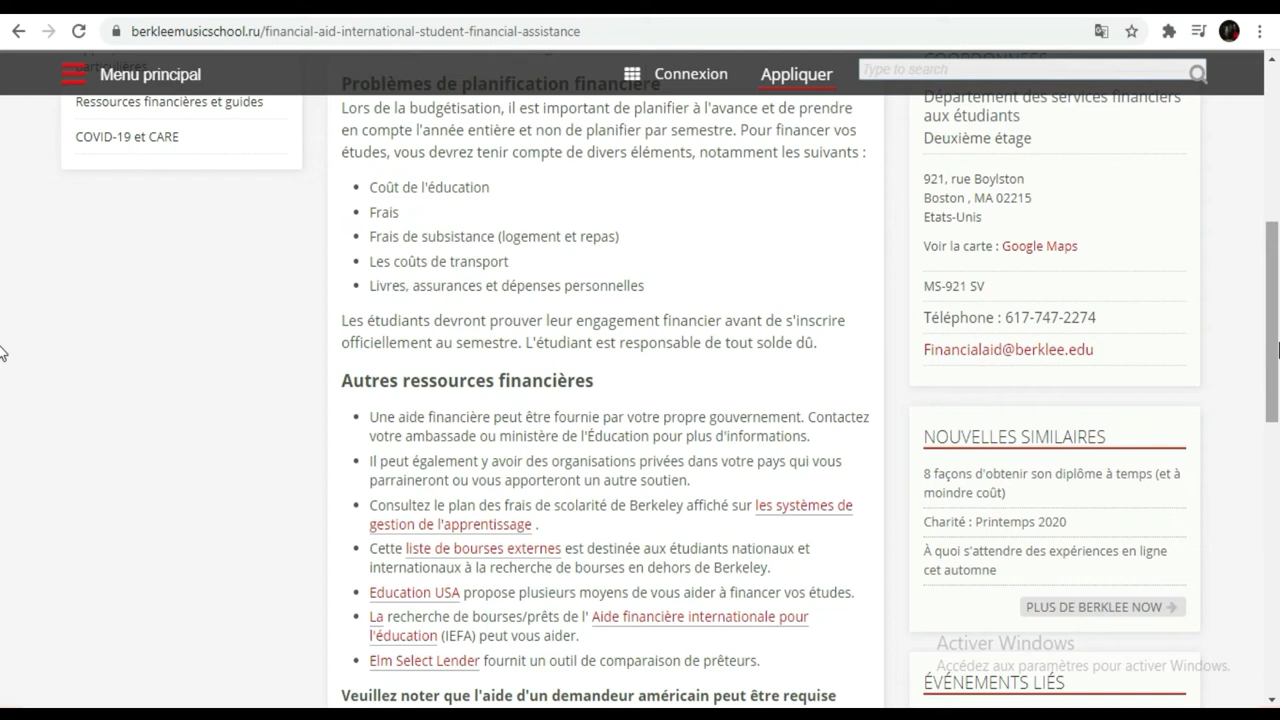 berkleemusicschool.ru/financial-aid-international-student-financial-assistance
Menu principal
Connexion
Appliquer
Type to search
particulières
Ressources financières et guides
COVID-19 et CARE
Problèmes de planification financière
Lors de la budgétisation, il est important de planifier à l'avance et de prendre
en compte l'année entière et non de planifier par semestre. Pour financer vos
études, vous devrez tenir compte de divers éléments, notamment les suivants :
Coût de l'éducation
Frais
Frais de subsistance (logement et repas)
Les coûts de transport
Livres, assurances et dépenses personnelles
Les étudiants devront prouver leur engagement financier avant de s'inscrire
officiellement au semestre. L'étudiant est responsable de tout solde dû.
Autres ressources financières
Une aide financière peut être fournie par votre propre gouvernement. Contactez
votre ambassade ou ministère de l'Éducation pour plus d'informations.
Il peut également y avoir des organisations privées dans votre pays qui vous
parraineront ou vous apporteront un autre soutien.
Consultez le plan des frais de scolarité de Berkeley affiché sur les systèmes de
gestion de l'apprentissage .
Cette liste de bourses externes est destinée aux étudiants nationaux et
internationaux à la recherche de bourses en dehors de Berkeley.
Education USA propose plusieurs moyens de vous aider à financer vos études.
La recherche de bourses/prêts de l' Aide financière internationale pour
l'éducation (IEFA) peut vous aider.
Elm Select Lender fournit un outil de comparaison de prêteurs.
Veuillez noter que l'aide d'un demandeur américain peut être requise
COORDONNÉES
Département des services financiers
aux étudiants
Deuxième étage
921, rue Boylston
Boston , MA 02215
Etats-Unis
Voir la carte : Google Maps
MS-921 SV
Téléphone : 617-747-2274
Financialaid@berklee.edu
NOUVELLES SIMILAIRES
8 façons d'obtenir son diplôme à temps (et à
moindre coût)
Charité : Printemps 2020
À quoi s'attendre des expériences en ligne
cet automne
PLUS DE BERKLEE NOW
Activer Windows
Accédez aux paramètres pour activer Windows.
ÉVÉNEMENTS LIÉS